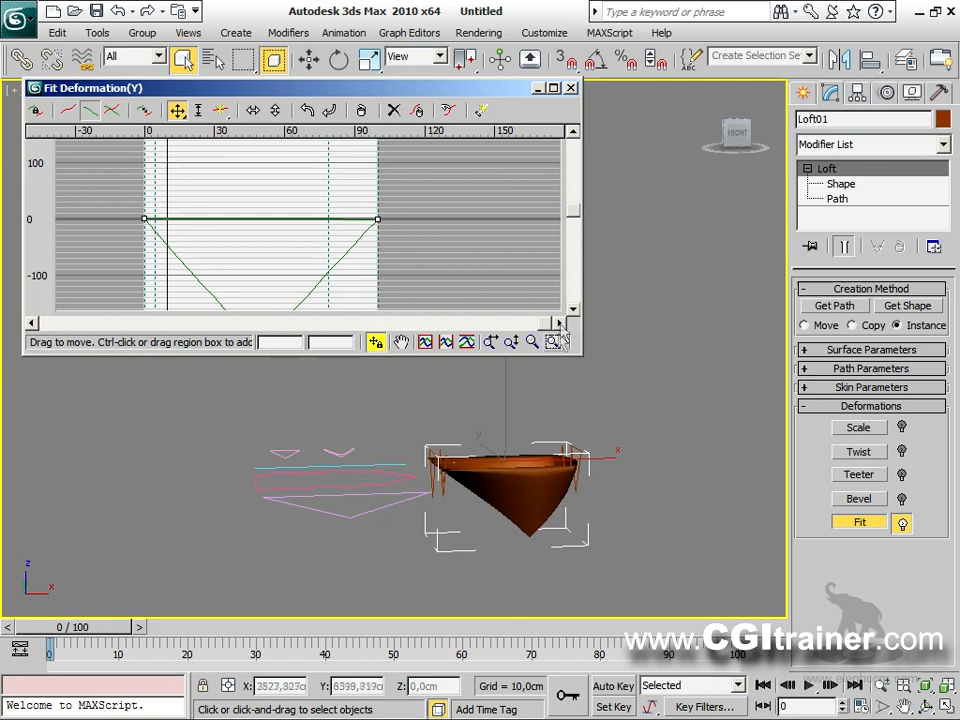 Autodesk 3ds Max 2010 x64 Untitled
Type a keyword or phrase
Edit Tools Group Views Create Modifiers Animation Graph Editors Rendering Customize MAXScript Help
All View Create Selection Se
Fit Deformation(Y)
-30 0 30 60 90 120 150
100
0
-100
Drag to move. Ctrl-click or drag region box to add
FRONT
Loft01
Modifier List
Loft
Shape
Path
- Creation Method
Get Path Get Shape
Move Copy Instance
+ Surface Parameters
+ Path Parameters
+ Skin Parameters
- Deformations
Scale
Twist
Teeter
Bevel
Fit
x
y
z
x
< 0 / 100 >
0 10 20 30 40 50 60 70 80 90 100
www.CGItrainer.com
X: 3523,827cm Y: 8398,819cm Z: 0,0cm Grid = 10,0cm Auto Key Selected
Welcome to MAXScript. Click or click-and-drag to select objects Add Time Tag Set Key Key Filters... 0